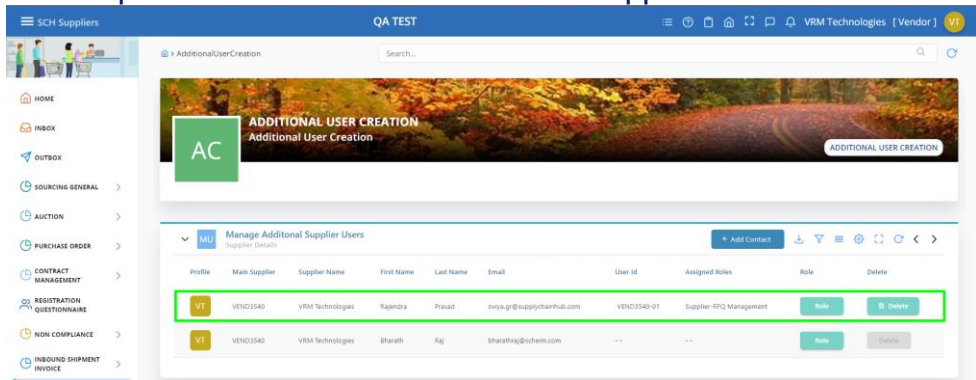 SCH Suppliers
QA TEST
VRM Technologies [ Vendor ]
VT
AdditionalUserCreation
Search...
HOME
INBOX
OUTBOX
SOURCING GENERAL
AUCTION
PURCHASE ORDER
CONTRACT
MANAGEMENT
REGISTRATION
QUESTIONNAIRE
NON COMPLIANCE
INBOUND SHIPMENT
INVOICE
AC
ADDITIONAL USER CREATION
Additional User Creation
ADDITIONAL USER CREATION
MU
Manage Additonal Supplier Users
Supplier Details
+ Add Contact
Profile Main Supplier Supplier Name First Name Last Name Email User Id Assigned Roles Role Delete
VT VEND3540 VRM Technologies Rajendra Prasad oviya.gr@supplychainhub.com VEND3540-01 Supplier-RFQ Management Role Delete
VT VEND3540 VRM Technologies Bharath Raj bharathraj@scheim.com -- -- Role Delete